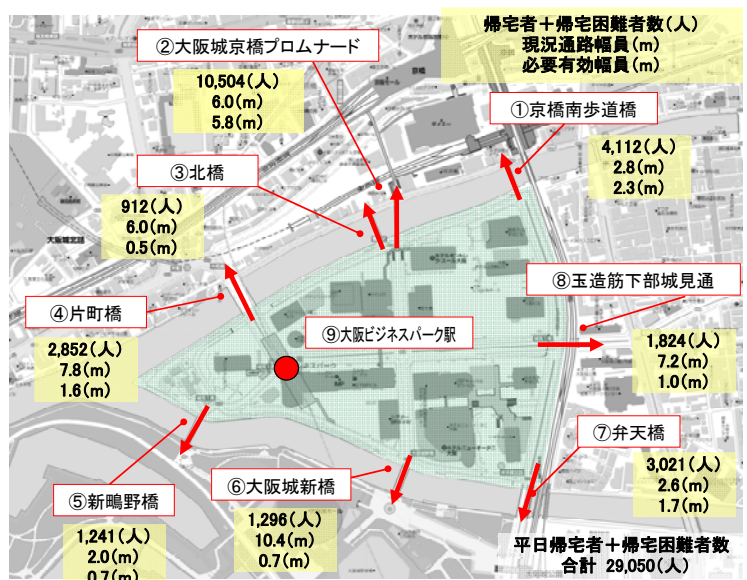 帰宅者＋帰宅困難者数(人)
現況通路幅員(m)
必要有効幅員(m)
②大阪城京橋プロムナード
10,504(人)
6.0(m)
5.8(m)
①京橋南歩道橋
4,112(人)
2.8(m)
2.3(m)
③北橋
912(人)
6.0(m)
0.5(m)
大阪城北詰
京橋
⑧玉造筋下部城見通
1,824(人)
7.2(m)
1.0(m)
④片町橋
2,852(人)
7.8(m)
1.6(m)
⑨大阪ビジネスパーク駅
⑦弁天橋
3,021(人)
2.6(m)
1.7(m)
⑥大阪城新橋
1,296(人)
10.4(m)
0.7(m)
⑤新鴫野橋
1,241(人)
2.0(m)
0.7(m)
平日帰宅者＋帰宅困難者数
合計 29,050(人)